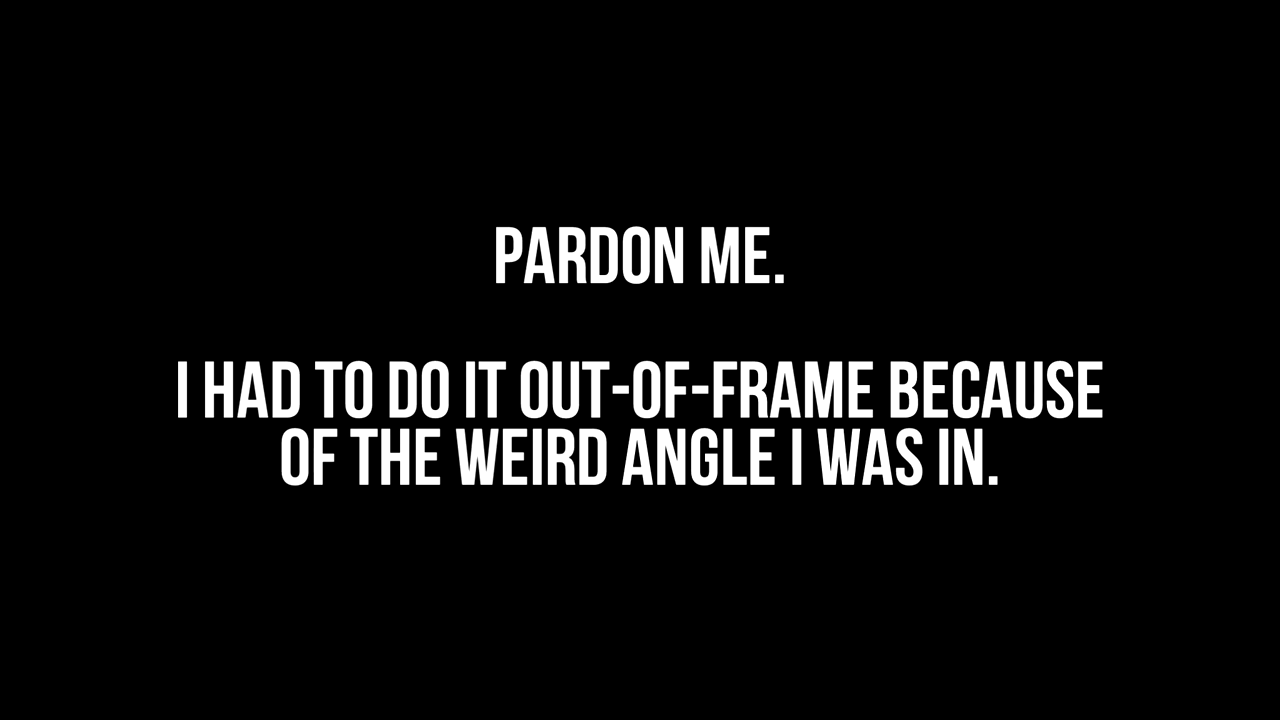 PARDON ME.
I HAD TO DO IT OUT-OF-FRAME BECAUSE
OF THE WEIRD ANGLE I WAS IN.